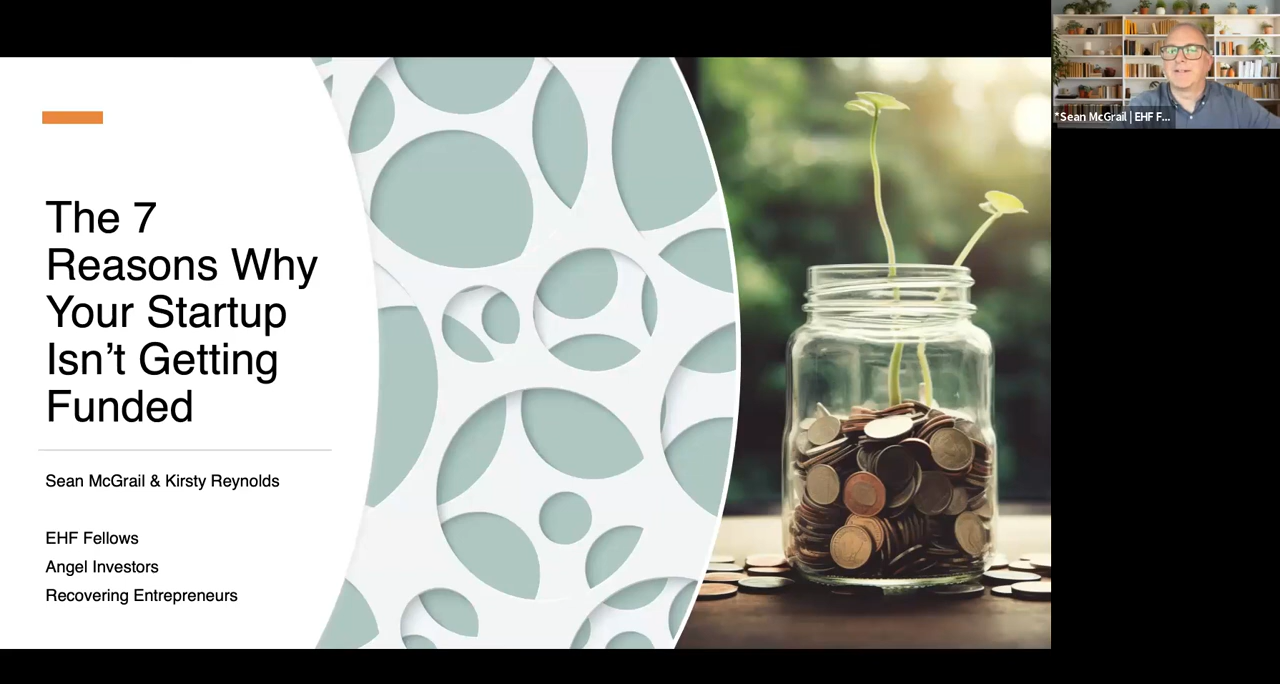 The 7
Reasons Why
Your Startup
Isn’t Getting
Funded
Sean McGrail & Kirsty Reynolds
EHF Fellows
Angel Investors
Recovering Entrepreneurs
Sean McGrail | EHF F...